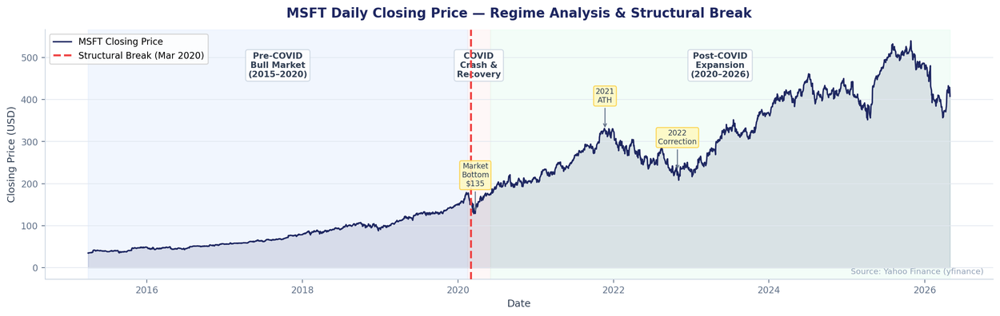 MSFT Daily Closing Price — Regime Analysis & Structural Break
MSFT Closing Price
Structural Break (Mar 2020)
Pre-COVID
Bull Market
(2015–2020)
COVID
Crash &
Recovery
Post-COVID
Expansion
(2020–2026)
2021
ATH
2022
Correction
Market
Bottom
$135
Closing Price (USD)
500
400
300
200
100
0
Source: Yahoo Finance (yfinance)
2016
2018
2020
2022
2024
2026
Date